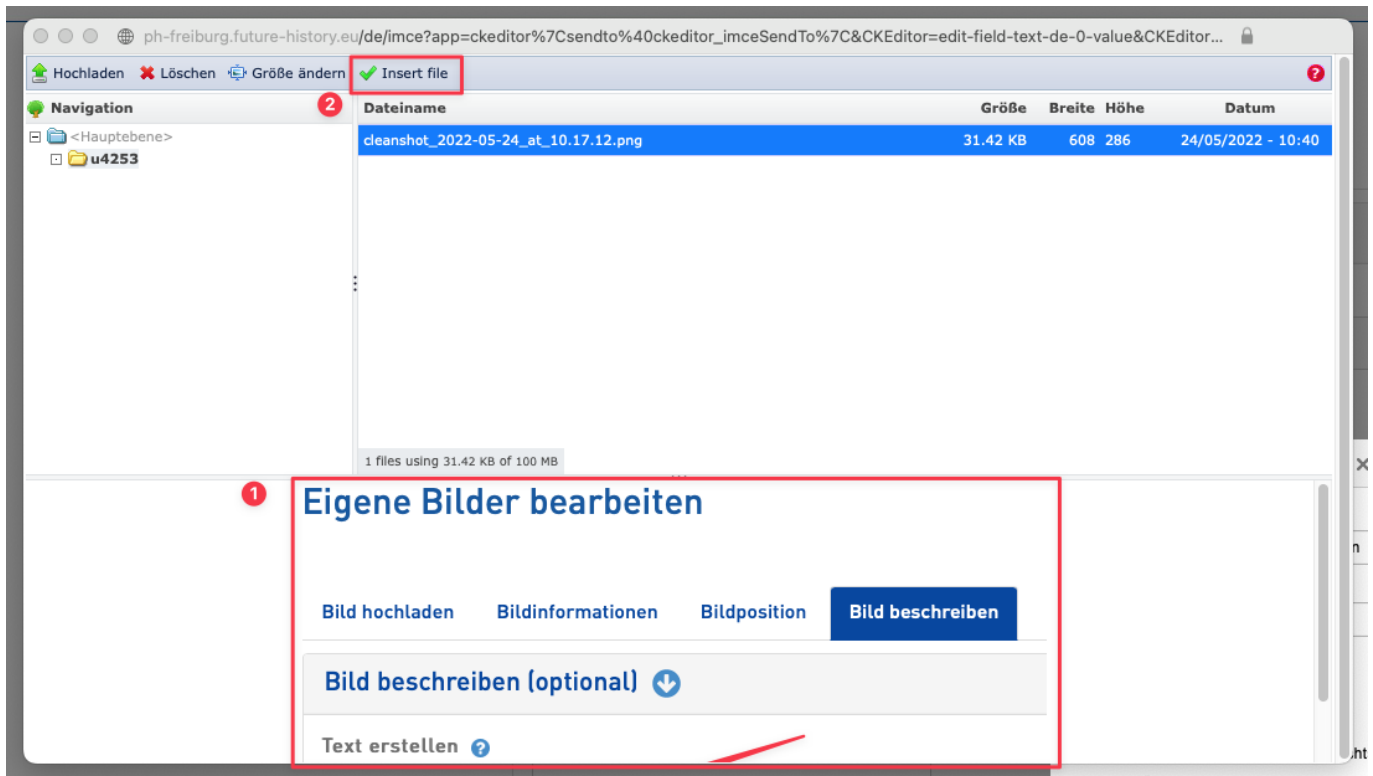 ph-freiburg.future-history.eu/de/imce?app=ckeditor%7Csendto%40ckeditor_imceSendTo%7C&CKEditor=edit-field-text-de-0-value&CKEditor...
Hochladen Löschen Größe ändern Insert file ?
Navigation 2 Dateiname Größe Breite Höhe Datum
<Hauptebene> cleanshot_2022-05-24_at_10.17.12.png 31.42 KB 608 286 24/05/2022 - 10:40
u4253
1 files using 31.42 KB of 100 MB
1 Eigene Bilder bearbeiten
Bild hochladen Bildinformationen Bildposition Bild beschreiben
Bild beschreiben (optional)
Text erstellen ?
n
ht